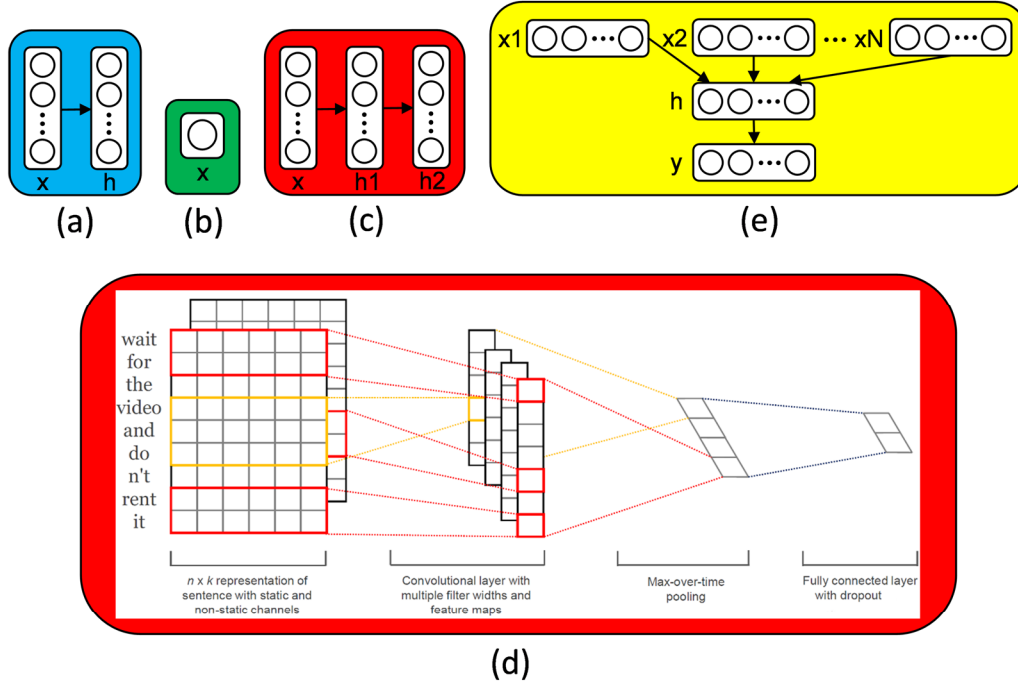 x h
(a)
x
(b)
x h1 h2
(c)
x1 x2 ... xN
h
y
(e)
wait
for
the
video
and
do
n't
rent
it
n x k representation of
sentence with static and
non-static channels
Convolutional layer with
multiple filter widths and
feature maps
Max-over-time
pooling
Fully connected layer
with dropout
(d)